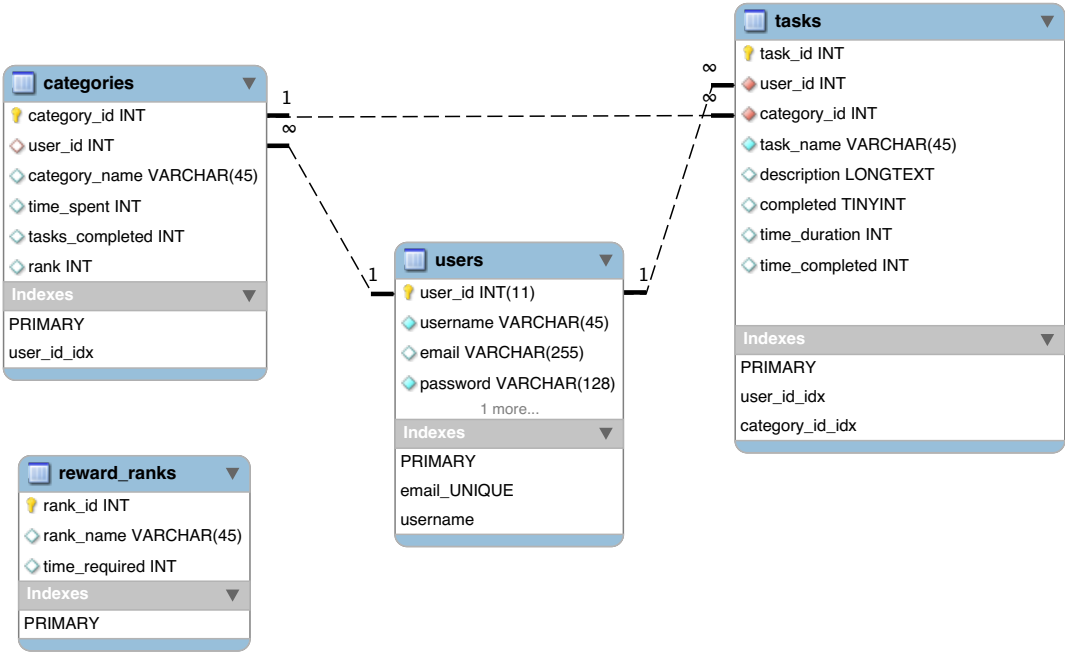 categories
category_id INT
user_id INT
category_name VARCHAR(45)
time_spent INT
tasks_completed INT
rank INT
Indexes
PRIMARY
user_id_idx
1
∞
1
users
user_id INT(11)
username VARCHAR(45)
email VARCHAR(255)
password VARCHAR(128)
1 more...
Indexes
PRIMARY
email_UNIQUE
username
1
∞
∞
tasks
task_id INT
user_id INT
category_id INT
task_name VARCHAR(45)
description LONGTEXT
completed TINYINT
time_duration INT
time_completed INT
Indexes
PRIMARY
user_id_idx
category_id_idx
reward_ranks
rank_id INT
rank_name VARCHAR(45)
time_required INT
Indexes
PRIMARY